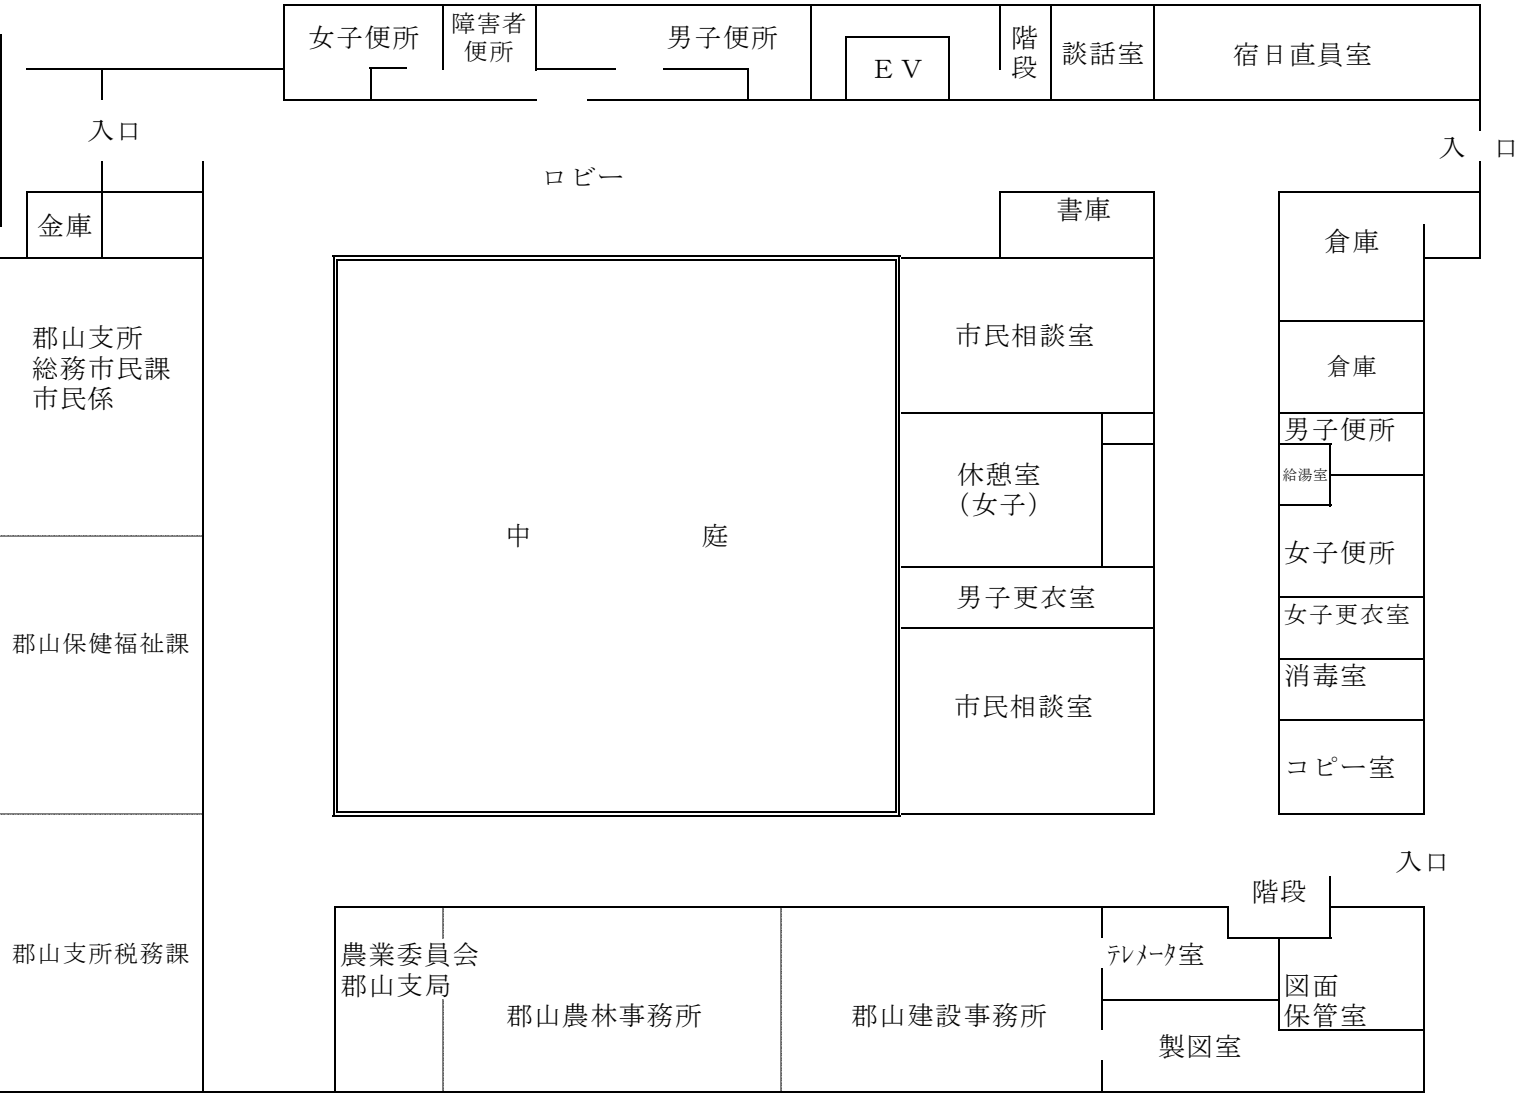 女子便所
障害者
便所
男子便所
ＥＶ
階
段
談話室
宿日直員室
入口
入 口
ロビー
金庫
書庫
倉庫
郡山支所
総務市民課
市民係
市民相談室
倉庫
男子便所
給湯室
休憩室
（女子）
中 庭
女子便所
男子更衣室
女子更衣室
郡山保健福祉課
消毒室
市民相談室
コピー室
入口
階段
郡山支所税務課
農業委員会
郡山支局
郡山農林事務所
郡山建設事務所
ﾃﾚﾒｰﾀ室
図面
保管室
製図室